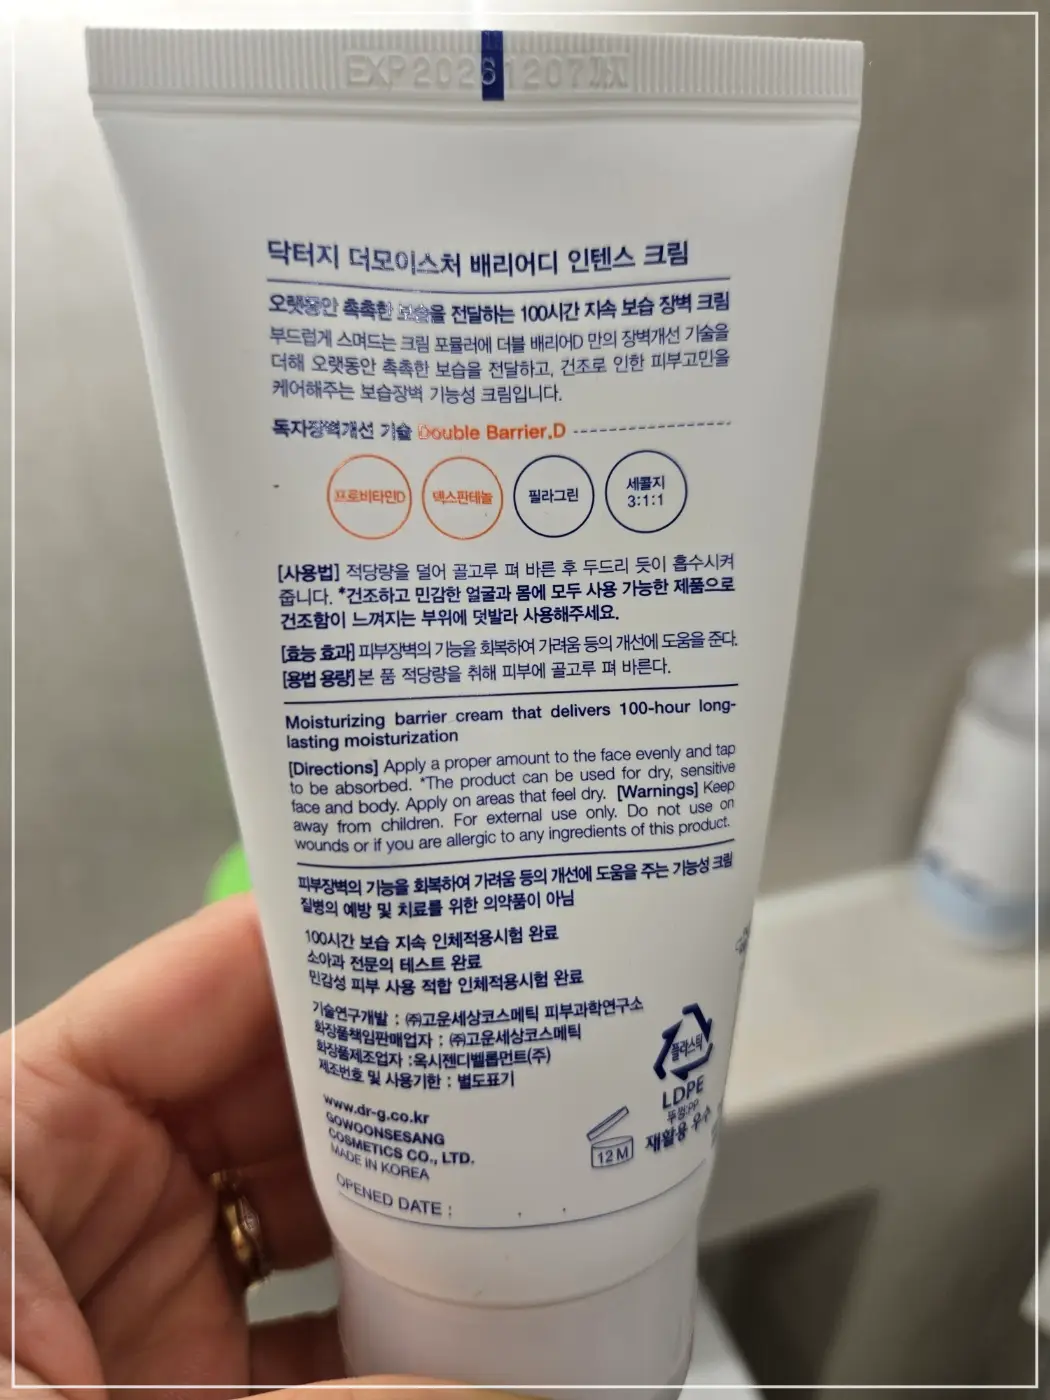 EXP 20261207
닥터지 더모이스처 배리어디 인텐스 크림
오랫동안 촉촉한 보습을 전달하는 100시간 지속 보습 장벽 크림
부드럽게 스며드는 크림 포뮬러에 더블 배리어D 만의 장벽개선 기술을
더해 오랫동안 촉촉한 보습을 전달하고, 건조로 인한 피부고민을
케어해주는 보습장벽 기능성 크림입니다.
독자장벽개선 기술 Double Barrier.D
프로비타민D 덱스판테놀 필라그린 세콜지
3:1:1
[사용법] 적당량을 덜어 골고루 펴 바른 후 두드리 듯이 흡수시켜
줍니다. *건조하고 민감한 얼굴과 몸에 모두 사용 가능한 제품으로
건조함이 느껴지는 부위에 덧발라 사용해주세요.
[효능 효과] 피부장벽의 기능을 회복하여 가려움 등의 개선에 도움을 준다.
[용법 용량] 본 품 적당량을 취해 피부에 골고루 펴 바른다.
Moisturizing barrier cream that delivers 100-hour long-
lasting moisturization
[Directions] Apply a proper amount to the face evenly and tap
to be absorbed. *The product can be used for dry, sensitive
face and body. Apply on areas that feel dry. [Warnings] Keep
away from children. For external use only. Do not use on
wounds or if you are allergic to any ingredients of this product.
피부장벽의 기능을 회복하여 가려움 등의 개선에 도움을 주는 기능성 크림
질병의 예방 및 치료를 위한 의약품이 아님
100시간 보습 지속 인체적용시험 완료
소아과 전문의 테스트 완료
민감성 피부 사용 적합 인체적용시험 완료
기술연구개발 : ㈜고운세상코스메틱 피부과학연구소
화장품책임판매업자 : ㈜고운세상코스메틱
화장품제조업자 :옥시젠디벨롭먼트(주)
제조번호 및 사용기한 : 별도표기
플라스틱
LDPE
뚜껑:PP
재활용 우수
12 M
www.dr-g.co.kr
GOWOONSESANG
COSMETICS CO., LTD.
MADE IN KOREA
OPENED DATE : . .